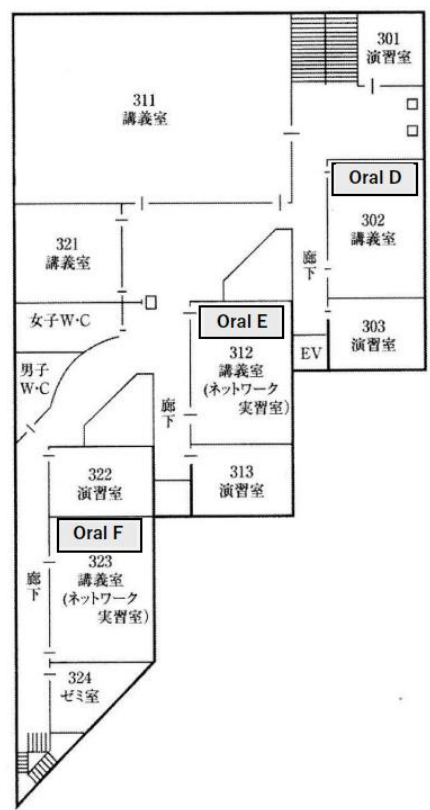 301
演習室
311
講義室
Oral D
302
講義室
321
講義室
廊下
女子W・C
Oral E
312
講義室
(ネットワーク
実習室)
303
演習室
EV
男子
W・C
廊下
322
演習室
313
演習室
Oral F
323
講義室
(ネットワーク
実習室)
廊下
324
ゼミ室